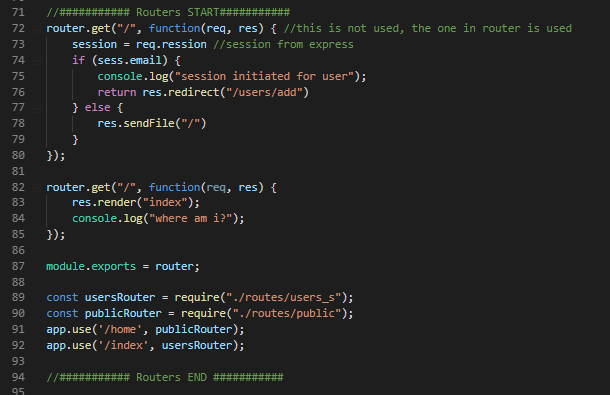 71 //########### Routers START###########
72 router.get("/", function(req, res) { //this is not used, the one in router is used
73     session = req.ression //session from express
74     if (sess.email) {
75         console.log("session initiated for user");
76         return res.redirect("/users/add")
77     } else {
78         res.sendFile("/")
79     }
80 });
81
82 router.get("/", function(req, res) {
83     res.render("index");
84     console.log("where am i?");
85 });
86
87 module.exports = router;
88
89 const usersRouter = require("./routes/users_s");
90 const publicRouter = require("./routes/public");
91 app.use('/home', publicRouter);
92 app.use('/index', usersRouter);
93
94 //########### Routers END ###########
95